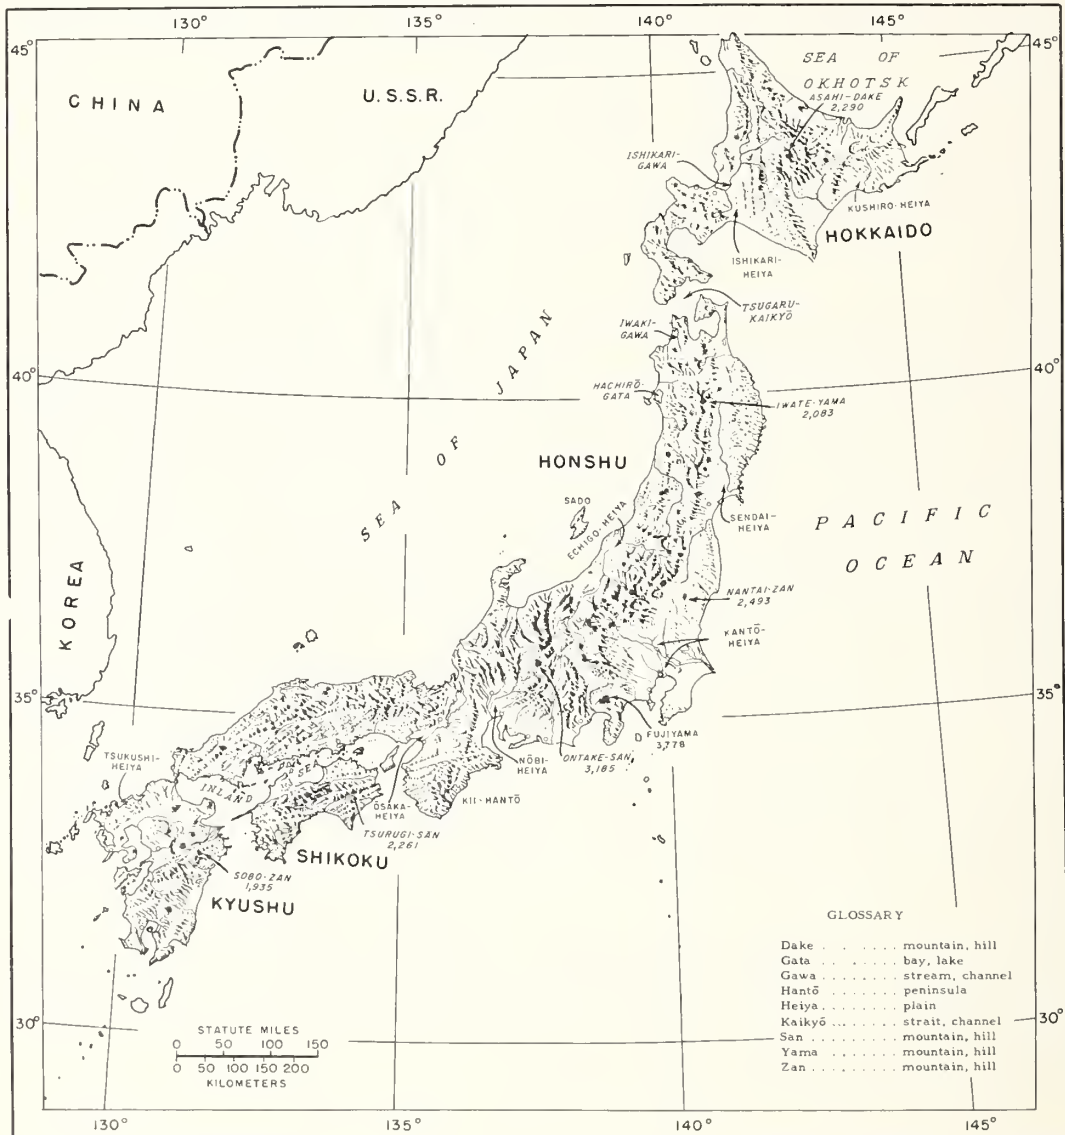 130°
135°
140°
145°
45°
45°
CHINA
U.S.S.R.
SEA OF
OKHOTSK
ASAHI-DAKE
2,290
ISHIKARI-
GAWA
KUSHIRO-HEIYA
HOKKAIDO
ISHIKARI-
HEIYA
TSUGARU-
KAIKYŌ
IWAKI-
GAWA
40°
40°
HACHIRŌ-
GATA
IWATE-YAMA
2,083
SEA OF JAPAN
HONSHU
SADO
ECHIGO-HEIYA
SENDAI-
HEIYA
PACIFIC
OCEAN
KOREA
NANTAI-ZAN
2,493
KANTŌ-
HEIYA
35°
35°
FUJIYAMA
3,778
TSUKUSHI-
HEIYA
INLAND SEA
NŌBI-
HEIYA
ONTAKE-SAN
3,185
ŌSAKA-
HEIYA
KII-HANTŌ
TSURUGI-SAN
2,261
SHIKOKU
SOBO-ZAN
1,935
KYUSHU
GLOSSARY
Dake . . . . . . . mountain, hill
Gata . . . . . . . bay, lake
Gawa . . . . . . . . stream, channel
Hantō . . . . . . . peninsula
Heiya . . . . . . . . plain
Kaikyō . . . . . . . strait, channel
San . . . . . . . . . mountain, hill
Yama . . . . . . . mountain, hill
Zan . . . . . . . . . mountain, hill
30°
30°
STATUTE MILES
0 50 100 150
0 50 100 150 200
KILOMETERS
130°
135°
140°
145°